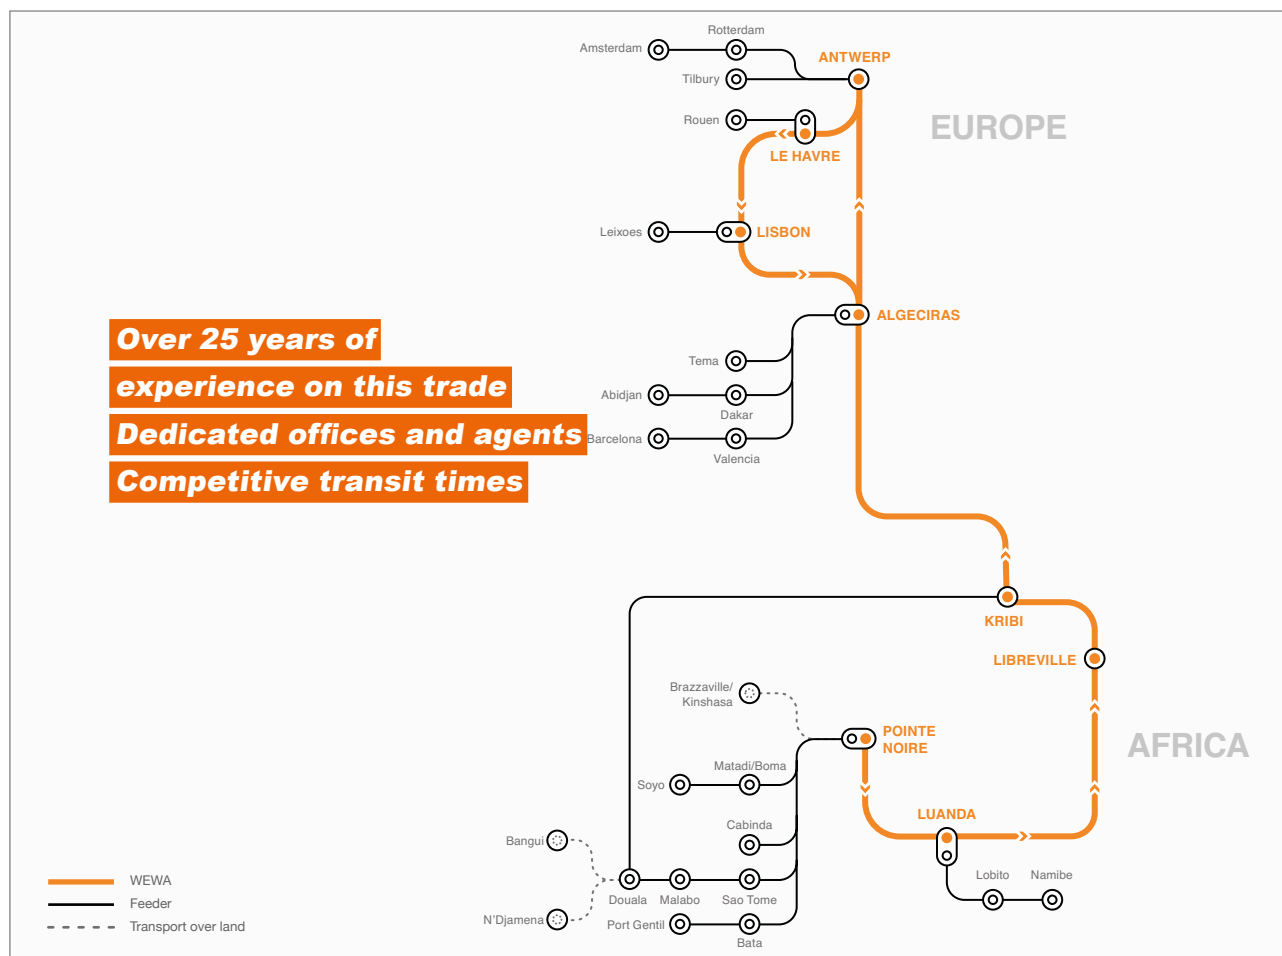 Rotterdam
Amsterdam
ANTWERP
Tilbury
Rouen
EUROPE
LE HAVRE
Leixoes
LISBON
ALGECIRAS
Over 25 years of
experience on this trade
Dedicated offices and agents
Competitive transit times
Tema
Abidjan
Dakar
Barcelona
Valencia
KRIBI
LIBREVILLE
Brazzaville/
Kinshasa
POINTE
NOIRE
AFRICA
Matadi/Boma
Soyo
LUANDA
Cabinda
Bangui
Lobito
Namibe
Douala
Malabo
Sao Tome
N'Djamena
Port Gentil
Bata
WEWA
Feeder
Transport over land